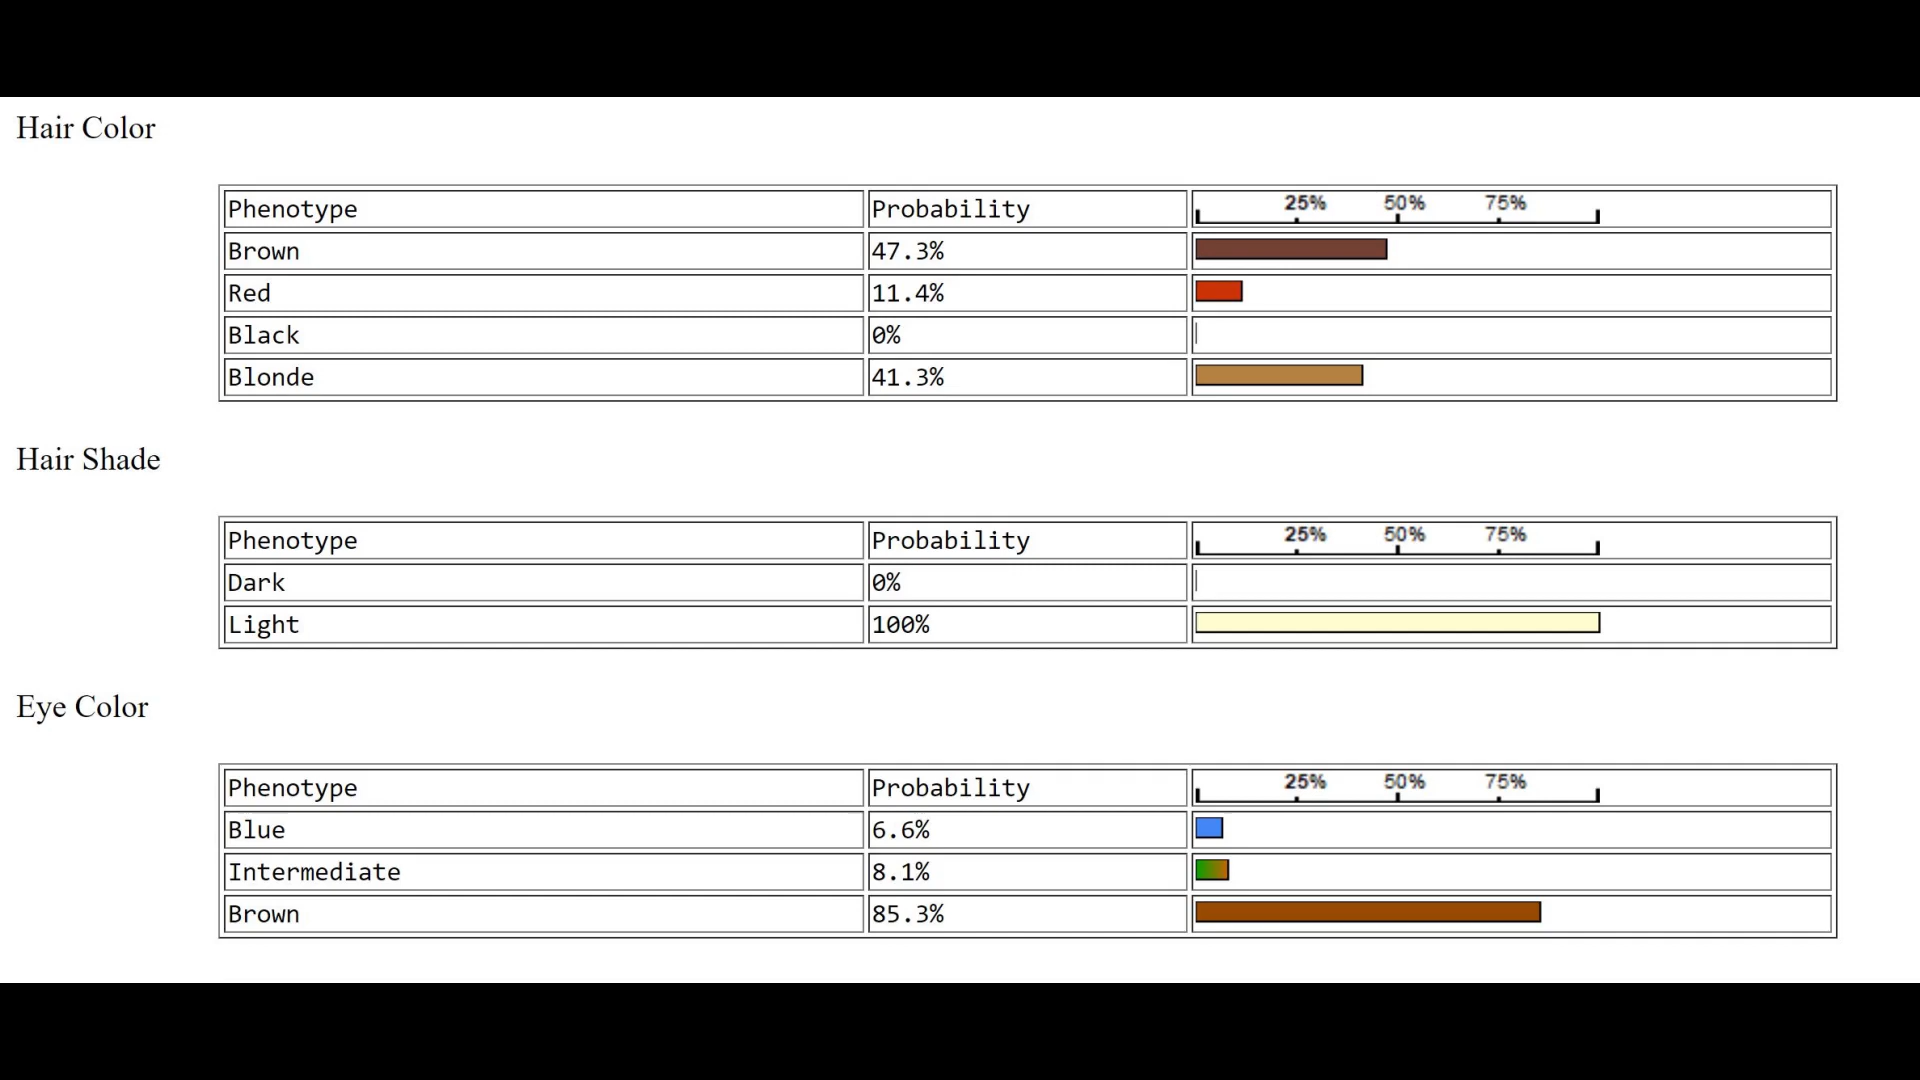 Hair Color
Phenotype Probability 25% 50% 75%
Brown 47.3%
Red 11.4%
Black 0%
Blonde 41.3%
Hair Shade
Phenotype Probability 25% 50% 75%
Dark 0%
Light 100%
Eye Color
Phenotype Probability 25% 50% 75%
Blue 6.6%
Intermediate 8.1%
Brown 85.3%